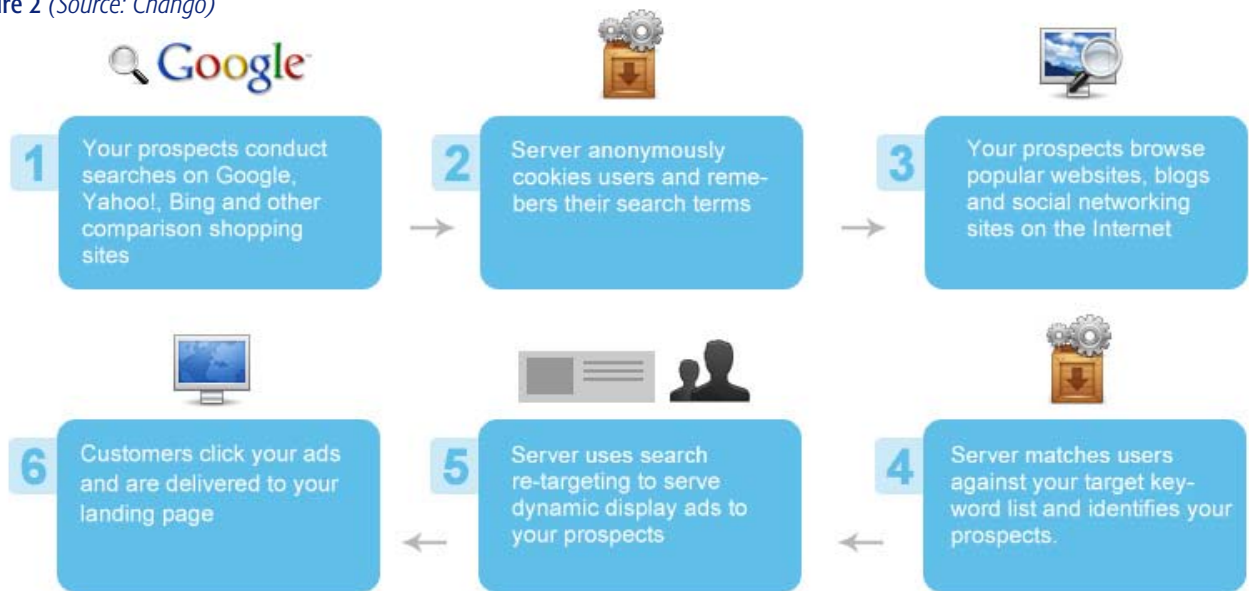 2 (Source: Chango)
Google
1
Your prospects conduct
searches on Google,
Yahoo!, Bing and other
comparison shopping
sites
2
Server anonymously
cookies users and reme-
bers their search terms
3
Your prospects browse
popular websites, blogs
and social networking
sites on the Internet
4
Server matches users
against your target key-
word list and identifies your
prospects.
5
Server uses search
re-targeting to serve
dynamic display ads to
your prospects
6
Customers click your ads
and are delivered to your
landing page